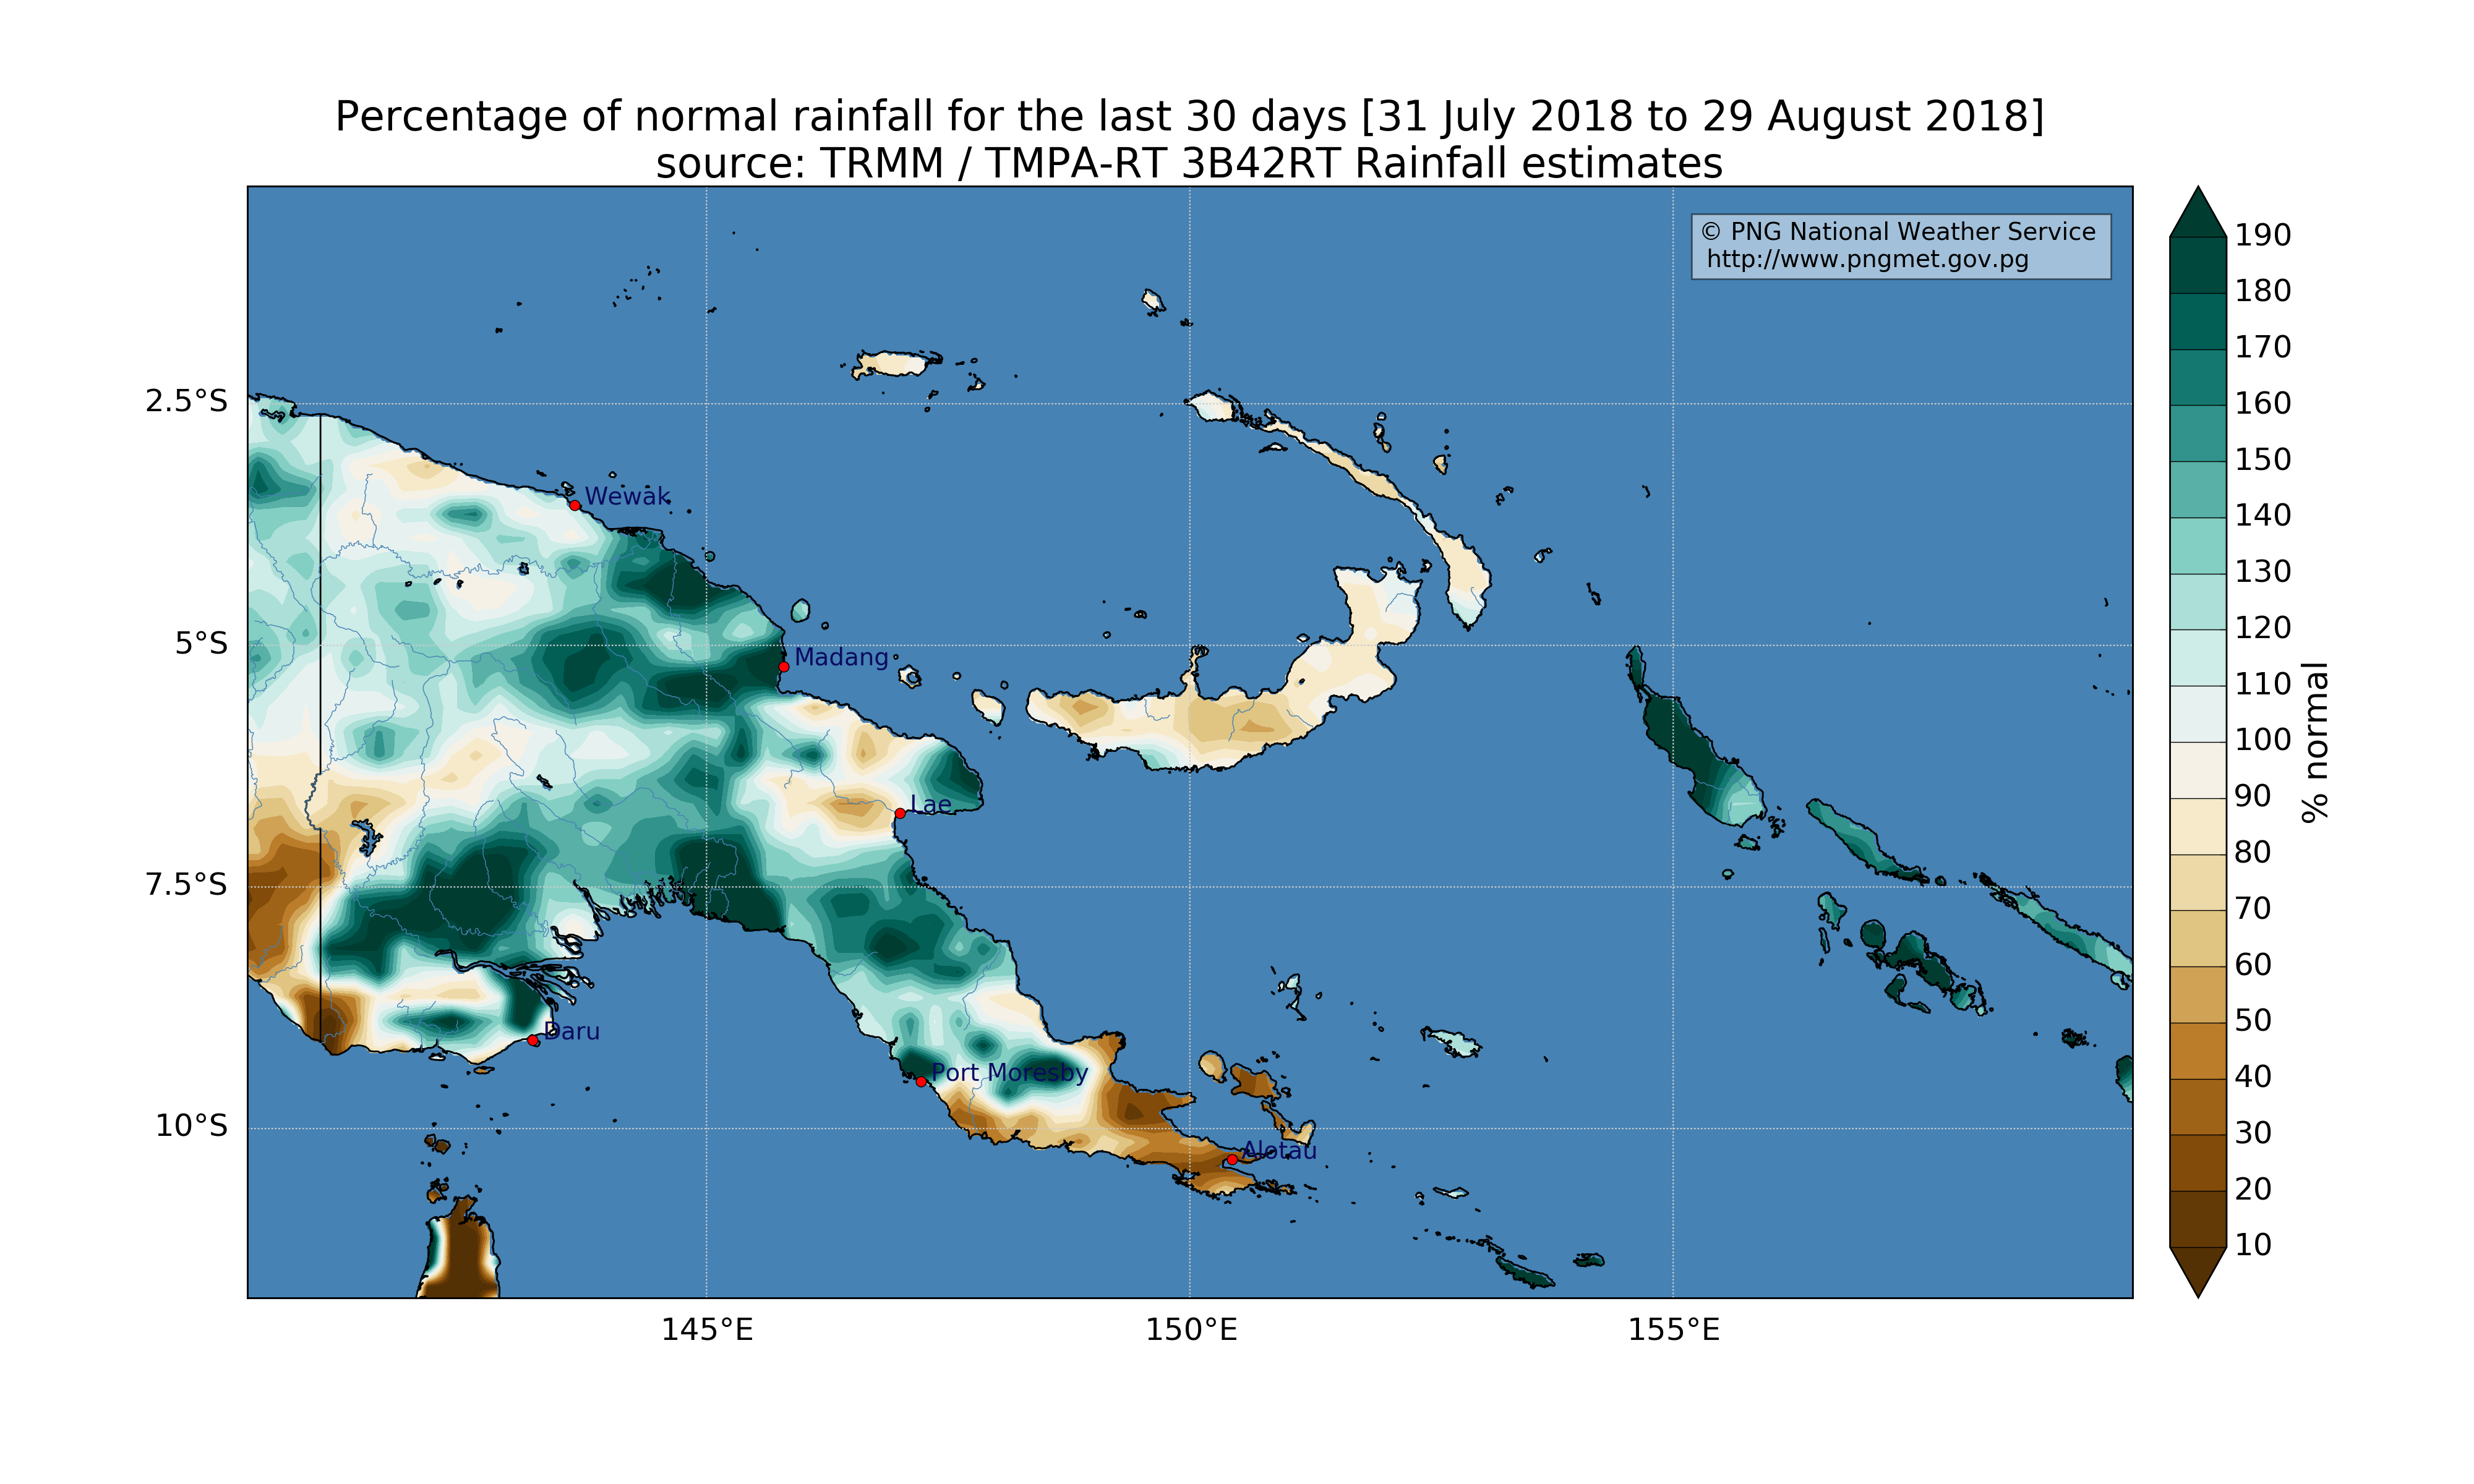 Percentage of normal rainfall for the last 30 days [31 July 2018 to 29 August 2018]
source: TRMM / TMPA-RT 3B42RT Rainfall estimates
© PNG National Weather Service
http://www.pngmet.gov.pg
2.5°S
5°S
7.5°S
10°S
Wewak
Madang
Lae
Daru
Port Moresby
Alotau
145°E
150°E
155°E
190
180
170
160
150
140
130
120
110
100
90
80
70
60
50
40
30
20
10
% normal